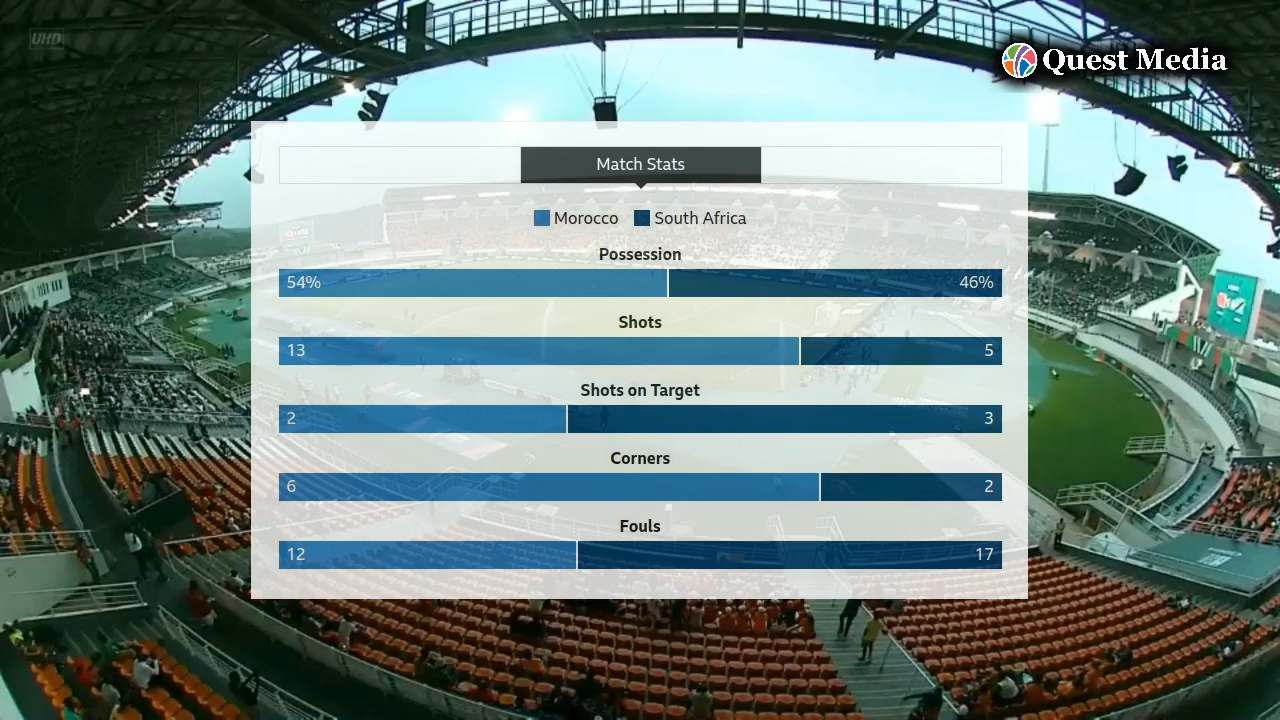 UHD
Quest Media
Match Stats
Morocco South Africa
Possession
54% 46%
Shots
13 5
Shots on Target
2 3
Corners
6 2
Fouls
12 17